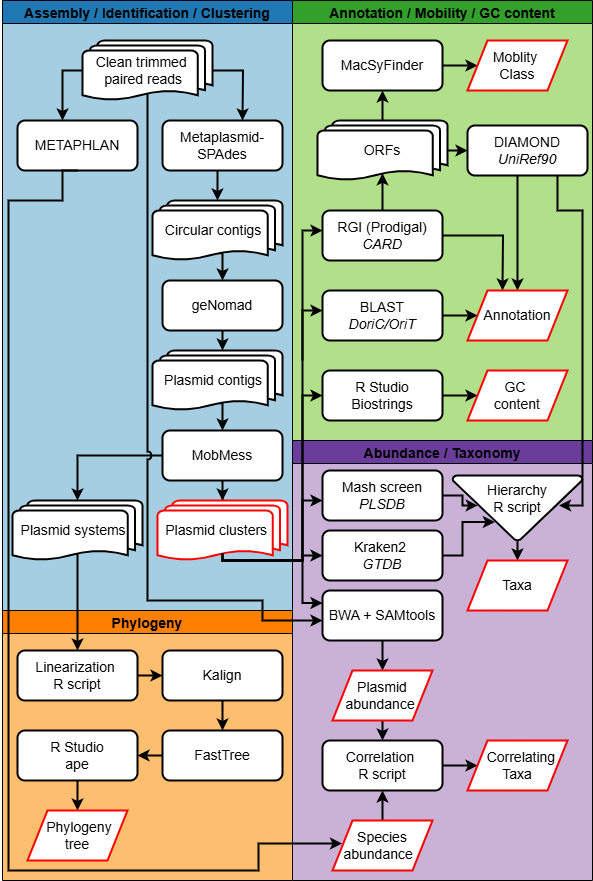 Assembly / Identification / Clustering
Clean trimmed
paired reads
METAPHLAN
Metaplasmid-
SPAdes
Circular contigs
geNomad
Plasmid contigs
MobMess
Plasmid systems
Plasmid clusters
Annotation / Mobility / GC content
MacSyFinder
Moblity
Class
ORFs
DIAMOND
UniRef90
RGI (Prodigal)
CARD
BLAST
DoriC/OriT
Annotation
R Studio
Biostrings
GC
content
Abundance / Taxonomy
Mash screen
PLSDB
Hierarchy
R script
Kraken2
GTDB
Taxa
BWA + SAMtools
Plasmid
abundance
Correlation
R script
Correlating
Taxa
Species
abundance
Phylogeny
Linearization
R script
Kalign
R Studio
ape
FastTree
Phylogeny
tree